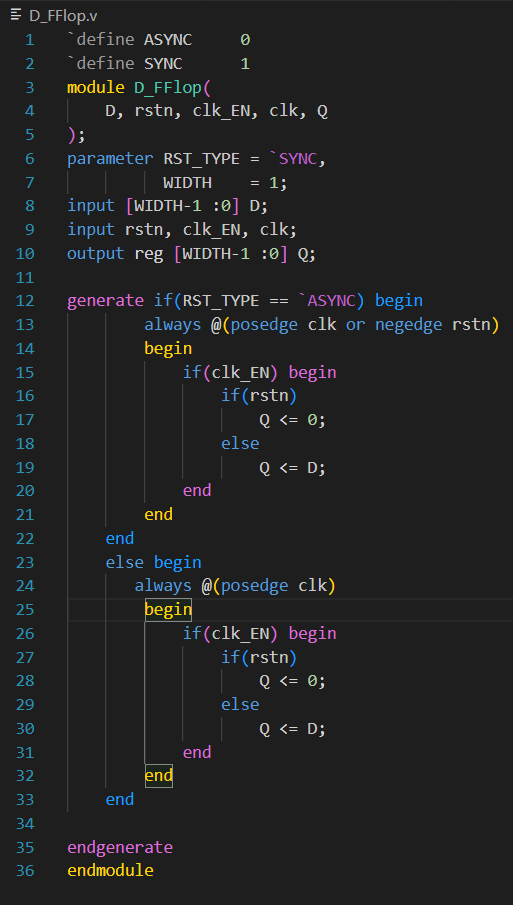 D_FFlop.v
1 `define ASYNC     0
2 `define SYNC      1
3 module D_FFlop(
4     D, rstn, clk_EN, clk, Q
5 );
6 parameter RST_TYPE = `SYNC,
7           WIDTH    = 1;
8 input [WIDTH-1 :0] D;
9 input rstn, clk_EN, clk;
10 output reg [WIDTH-1 :0] Q;
11
12 generate if(RST_TYPE == `ASYNC) begin
13         always @(posedge clk or negedge rstn)
14         begin
15             if(clk_EN) begin
16                 if(rstn)
17                     Q <= 0;
18                 else
19                     Q <= D;
20             end
21         end
22     end
23     else begin
24        always @(posedge clk)
25         begin
26             if(clk_EN) begin
27                 if(rstn)
28                     Q <= 0;
29                 else
30                     Q <= D;
31             end
32         end
33     end
34
35 endgenerate
36 endmodule